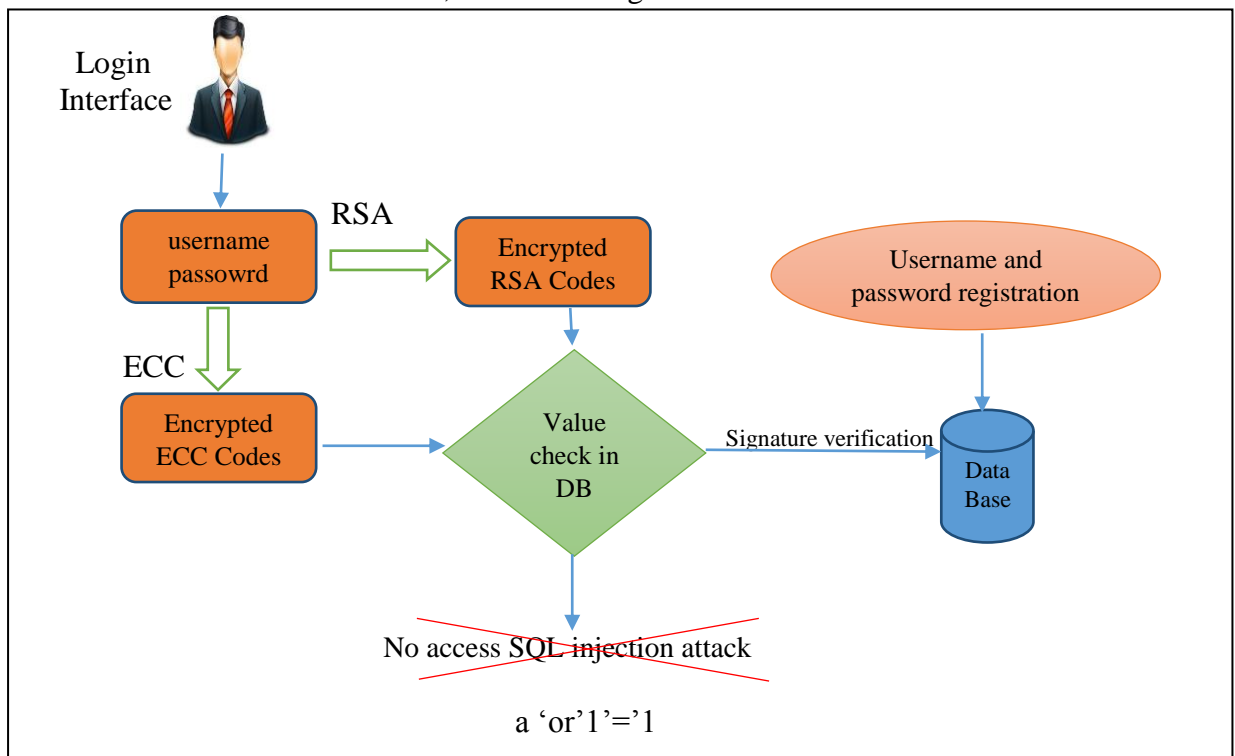 Login
Interface
username
passowrd
RSA
Encrypted
RSA Codes
Username and
password registration
ECC
Encrypted
ECC Codes
Value
check in
DB
Signature verification
Data
Base
No access SQL injection attack
a ‘or’1’=’1